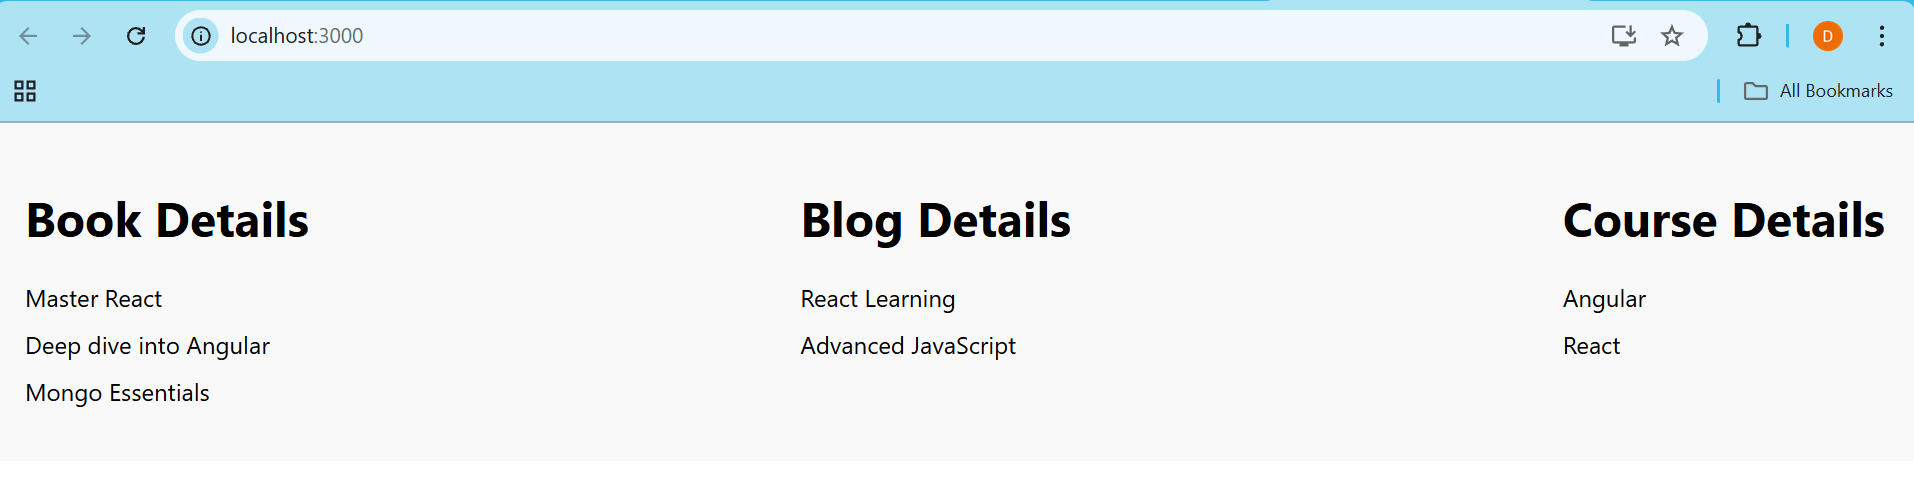 localhost:3000
D
All Bookmarks
Book Details
Master React
Deep dive into Angular
Mongo Essentials
Blog Details
React Learning
Advanced JavaScript
Course Details
Angular
React